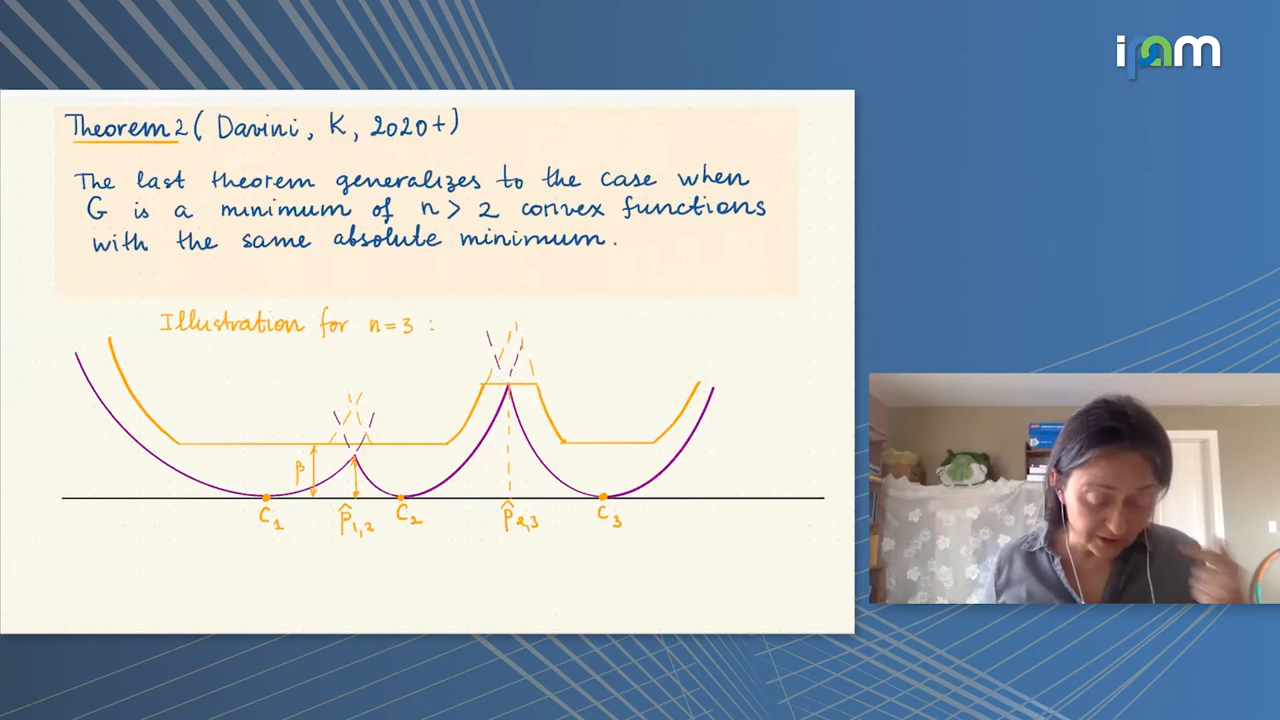 ipam
Theorem 2 ( Davini, K, 2020+)
The last theorem generalizes to the case when
G is a minimum of n > 2 convex functions
with the same absolute minimum.
Illustration for n=3 :
β
C₁
p̂₁,₂
C₂
p̂₂,₃
C₃